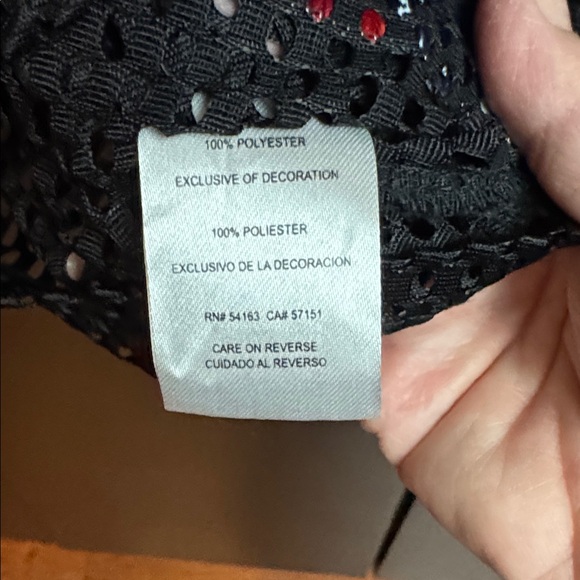 100% POLYESTER
EXCLUSIVE OF DECORATION
100% POLIESTER
EXCLUSIVO DE LA DECORACION
RN# 54163 CA# 57151
CARE ON REVERSE
CUIDADO AL REVERSO